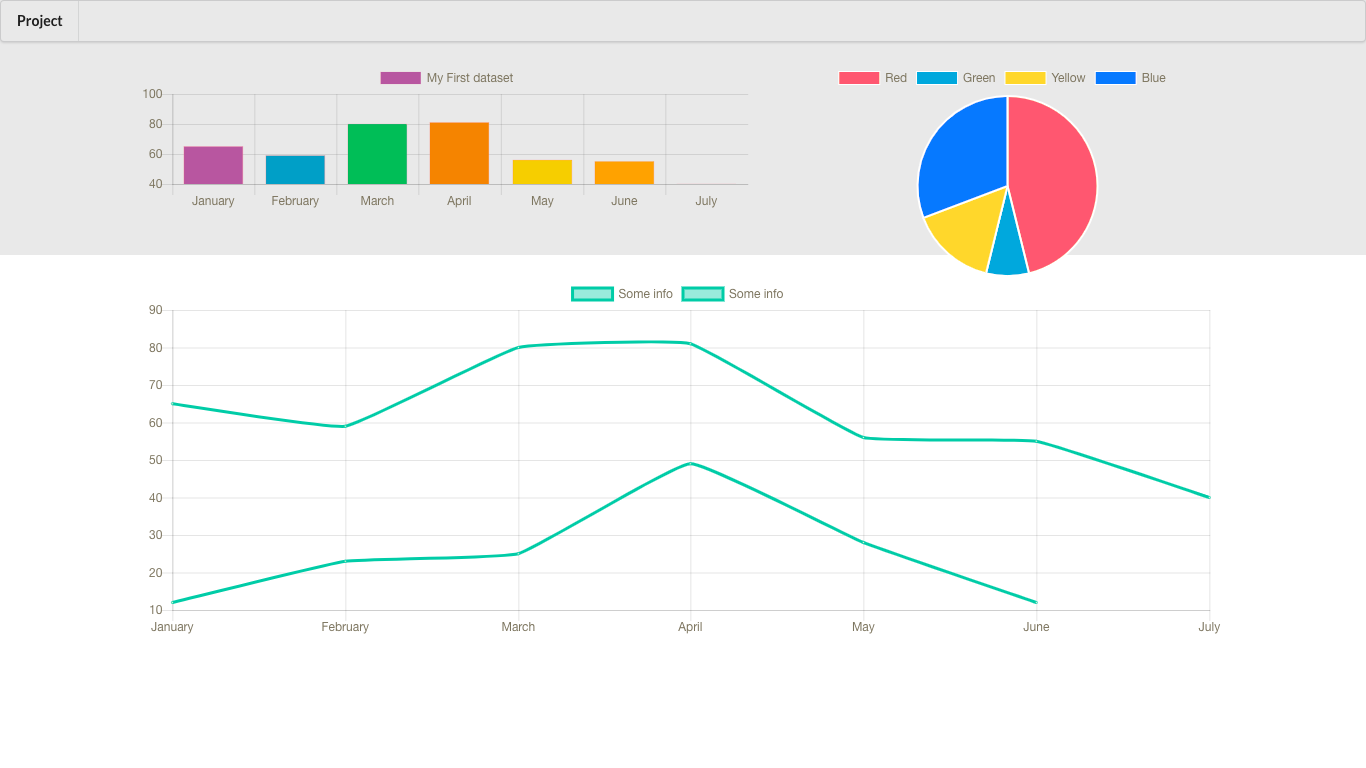 Project
My First dataset
100
80
60
40
January February March April May June July
Red Green Yellow Blue
Some info Some info
90
80
70
60
50
40
30
20
10
January February March April May June July